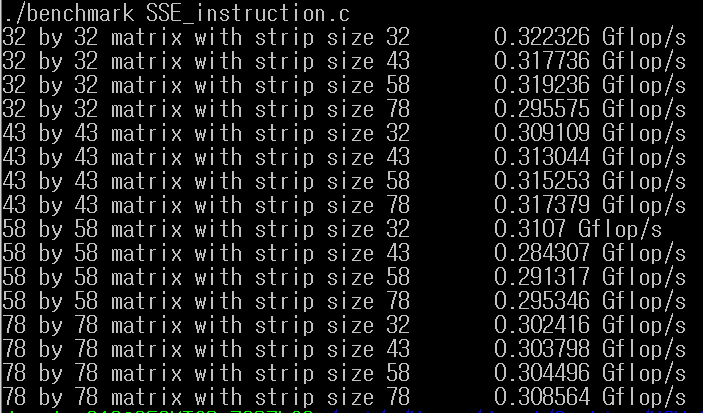 ./benchmark SSE_instruction.c
32 by 32 matrix with strip size 32 0.322326 Gflop/s
32 by 32 matrix with strip size 43 0.317736 Gflop/s
32 by 32 matrix with strip size 58 0.319236 Gflop/s
32 by 32 matrix with strip size 78 0.295575 Gflop/s
43 by 43 matrix with strip size 32 0.309109 Gflop/s
43 by 43 matrix with strip size 43 0.313044 Gflop/s
43 by 43 matrix with strip size 58 0.315253 Gflop/s
43 by 43 matrix with strip size 78 0.317379 Gflop/s
58 by 58 matrix with strip size 32 0.3107 Gflop/s
58 by 58 matrix with strip size 43 0.284307 Gflop/s
58 by 58 matrix with strip size 58 0.291317 Gflop/s
58 by 58 matrix with strip size 78 0.295346 Gflop/s
78 by 78 matrix with strip size 32 0.302416 Gflop/s
78 by 78 matrix with strip size 43 0.303798 Gflop/s
78 by 78 matrix with strip size 58 0.304496 Gflop/s
78 by 78 matrix with strip size 78 0.308564 Gflop/s